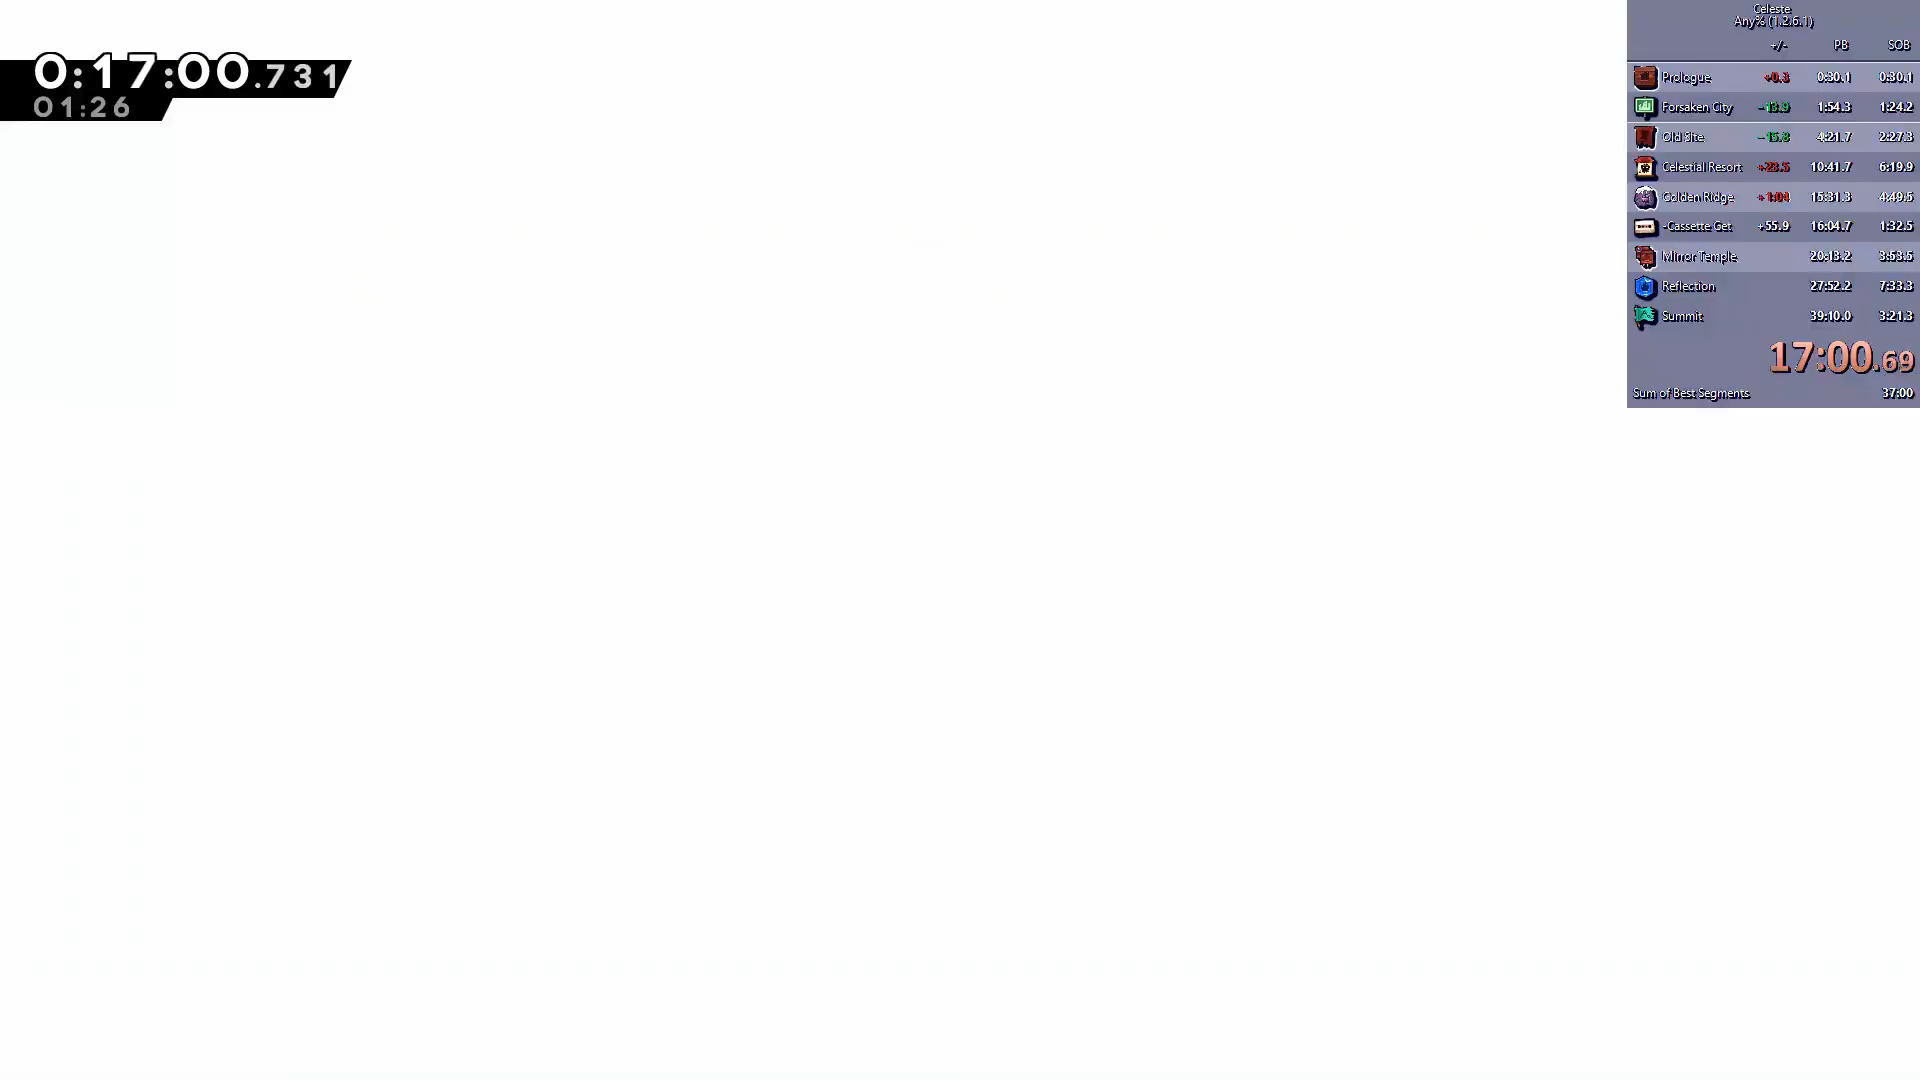 0:17:00.731
01:26
Celeste
Any% (1.2.6.1)
+/- PB SOB
Prologue +0.3 0:30.1 0:30.1
Forsaken City -13.9 1:54.3 1:24.2
Old Site -15.8 4:21.7 2:27.3
Celestial Resort +23.5 10:41.7 6:19.9
Golden Ridge +1:04 15:31.3 4:49.5
-Cassette Get +55.9 16:04.7 1:32.5
Mirror Temple 20:13.2 3:53.5
Reflection 27:52.2 7:33.3
Summit 39:10.0 3:21.3
17:00.69
Sum of Best Segments 37:00